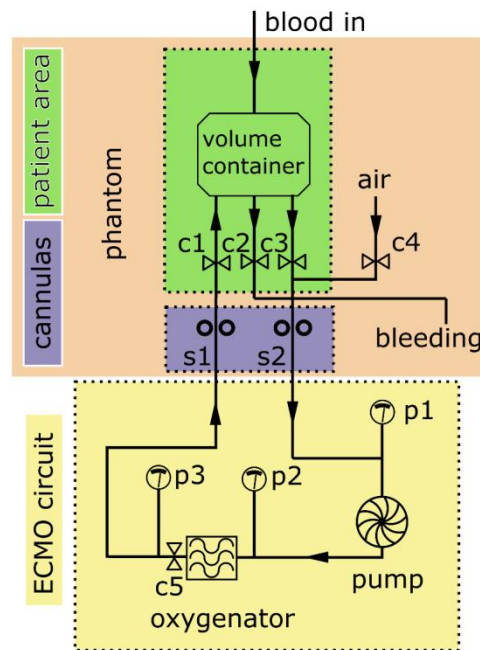 blood in
patient area
phantom
cannulas
volume
container
air
c1
c2
c3
c4
bleeding
s1
s2
ECMO circuit
p1
p2
p3
c5
oxygenator
pump